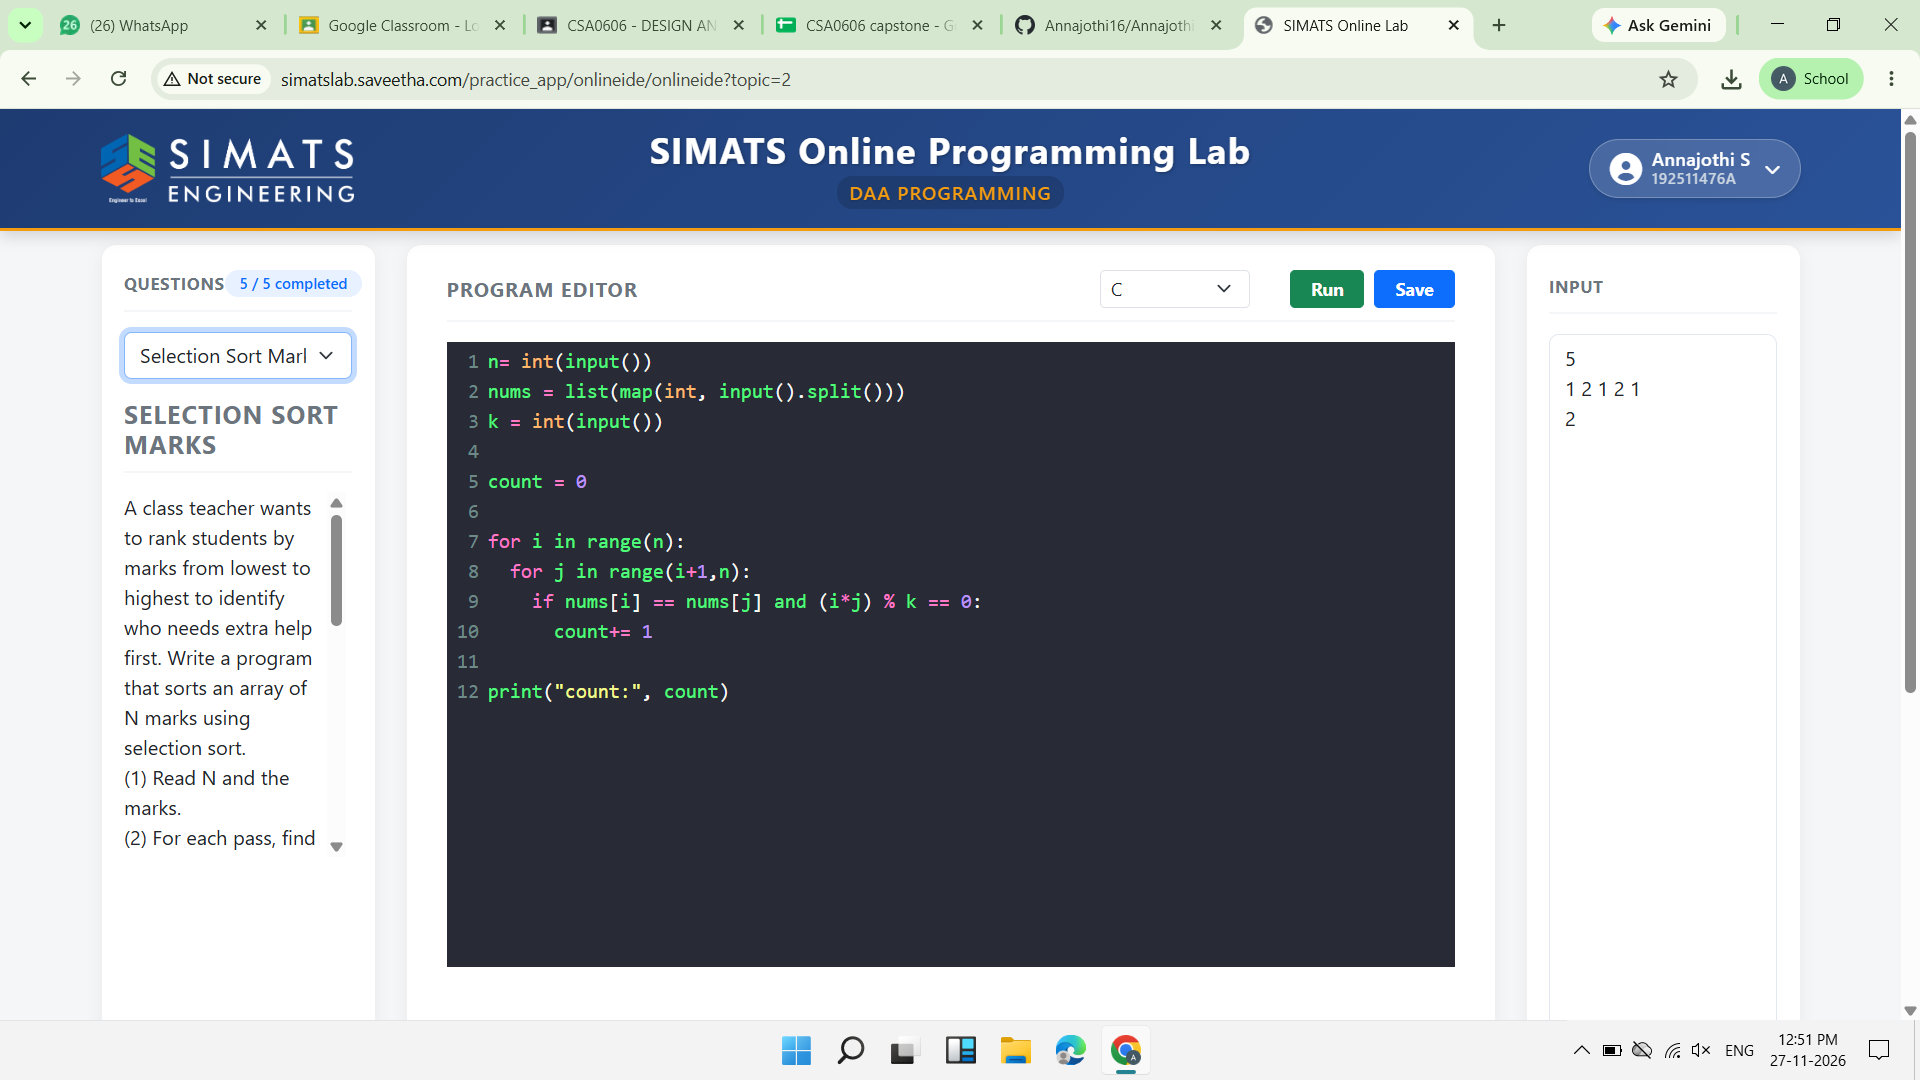 26
(26) WhatsApp
Google Classroom - Lo
CSA0606 - DESIGN AN
CSA0606 capstone - G
Annajothi16/Annajothi
SIMATS Online Lab
Ask Gemini
Not secure
simatslab.saveetha.com/practice_app/onlineide/onlineide?topic=2
A
School
SIMATS
ENGINEERING
Engineer to Excel
SIMATS Online Programming Lab
DAA PROGRAMMING
Annajothi S
192511476A
QUESTIONS
5 / 5 completed
Selection Sort Marl
SELECTION SORT
MARKS
A class teacher wants
to rank students by
marks from lowest to
highest to identify
who needs extra help
first. Write a program
that sorts an array of
N marks using
selection sort.
(1) Read N and the
marks.
(2) For each pass, find
PROGRAM EDITOR
C
Run
Save
1 n= int(input())
2 nums = list(map(int, input().split()))
3 k = int(input())
4
5 count = 0
6
7 for i in range(n):
8   for j in range(i+1,n):
9     if nums[i] == nums[j] and (i*j) % k == 0:
10       count+= 1
11
12 print("count:", count)
INPUT
5
1 2 1 2 1
2
A
ENG
12:51 PM
27-11-2026